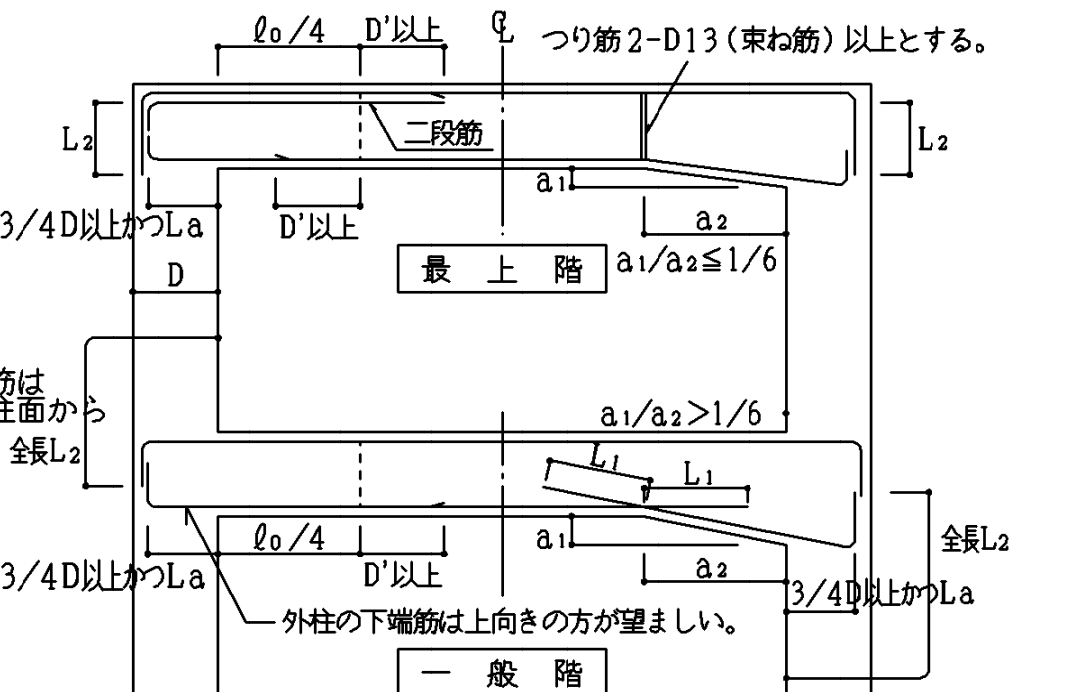 ℓ₀/4
D'以上
℄
つり筋2-D13(束ね筋)以上とする。
L₂
二段筋
L₂
a₁
3/4D以上かつLa
D'以上
a₂
a₁/a₂≦1/6
最 上 階
D
筋は
柱面から
全長L₂
a₁/a₂>1/6
L₁
L₁
a₁
ℓ₀/4
全長L₂
3/4D以上かつLa
D'以上
a₂
3/4D以上かつLa
外柱の下端筋は上向きの方が望ましい。
一 般 階